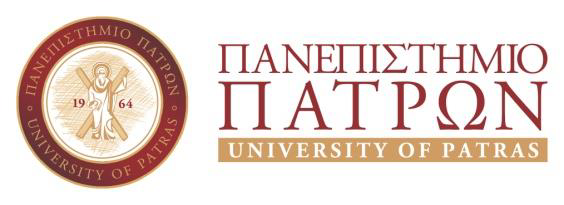 ΠΑΝΕΠΙΣΤΗΜΙΟ ΠΑΤΡΩΝ
19 64
UNIVERSITY OF PATRAS
ΠΑΝΕΠΙΣΤΗΜΙΟ
ΠΑΤΡΩΝ
UNIVERSITY OF PATRAS